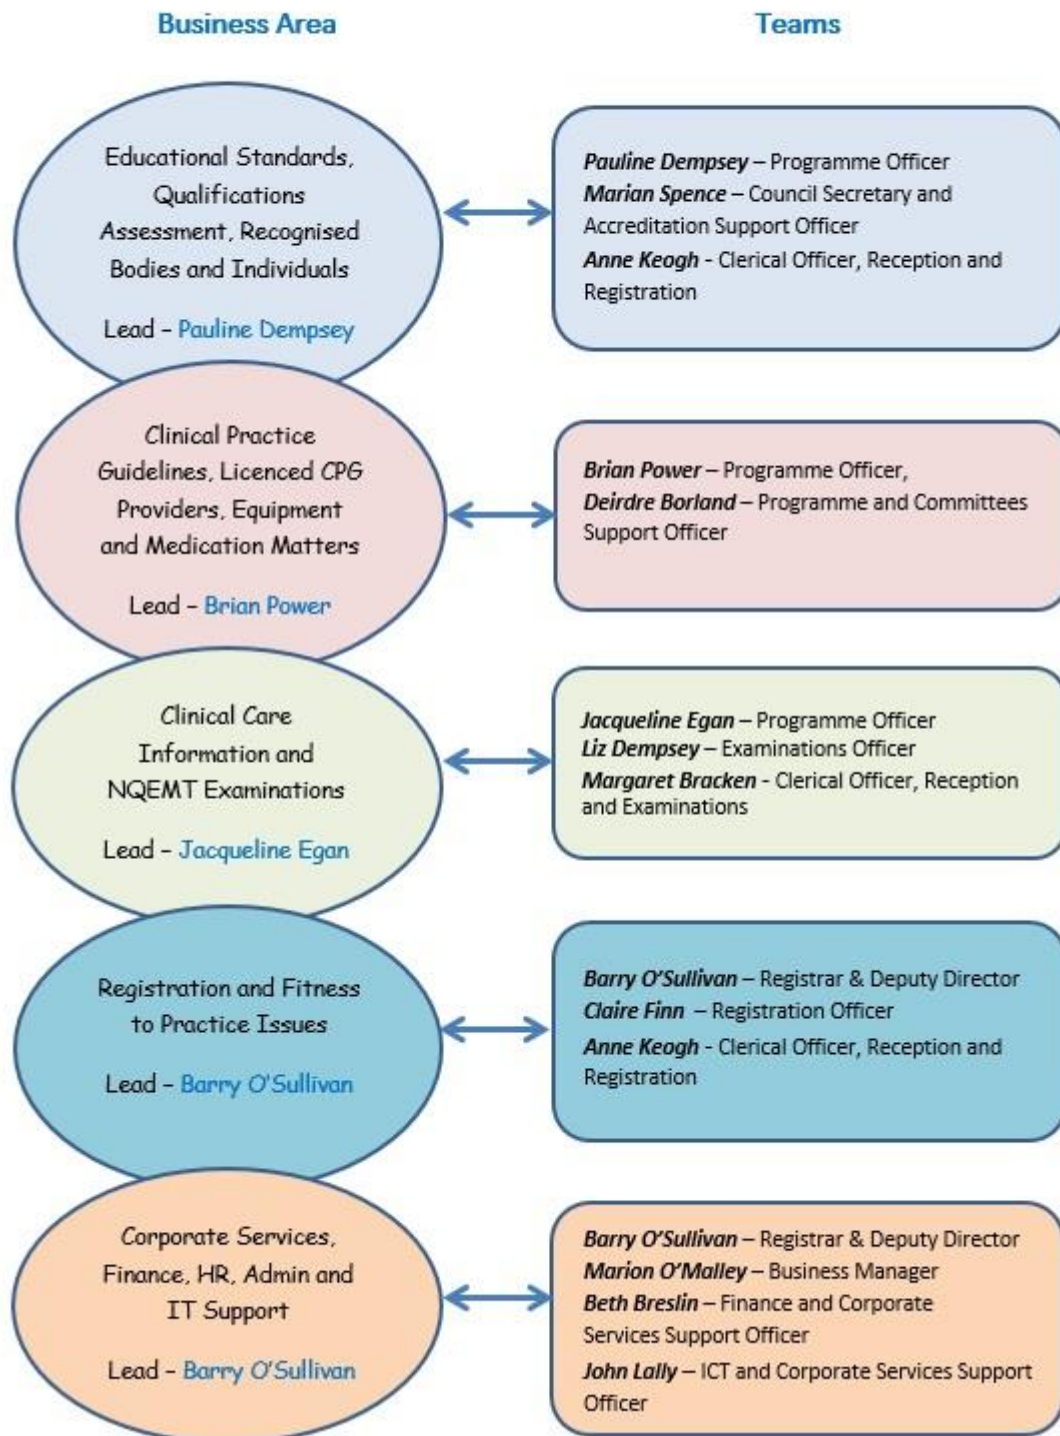 Business Area
Teams
Educational Standards,
Qualifications
Assessment, Recognised
Bodies and Individuals
Lead – Pauline Dempsey
Pauline Dempsey – Programme Officer
Marian Spence – Council Secretary and
Accreditation Support Officer
Anne Keogh - Clerical Officer, Reception and
Registration
Clinical Practice
Guidelines, Licenced CPG
Providers, Equipment
and Medication Matters
Lead – Brian Power
Brian Power – Programme Officer,
Deirdre Borland – Programme and Committees
Support Officer
Clinical Care
Information and
NQEMT Examinations
Lead – Jacqueline Egan
Jacqueline Egan – Programme Officer
Liz Dempsey – Examinations Officer
Margaret Bracken - Clerical Officer, Reception
and Examinations
Registration and Fitness
to Practice Issues
Lead – Barry O'Sullivan
Barry O'Sullivan – Registrar & Deputy Director
Claire Finn – Registration Officer
Anne Keogh - Clerical Officer, Reception and
Registration
Corporate Services,
Finance, HR, Admin and
IT Support
Lead – Barry O'Sullivan
Barry O'Sullivan – Registrar & Deputy Director
Marion O'Malley – Business Manager
Beth Breslin – Finance and Corporate
Services Support Officer
John Lally – ICT and Corporate Services Support
Officer